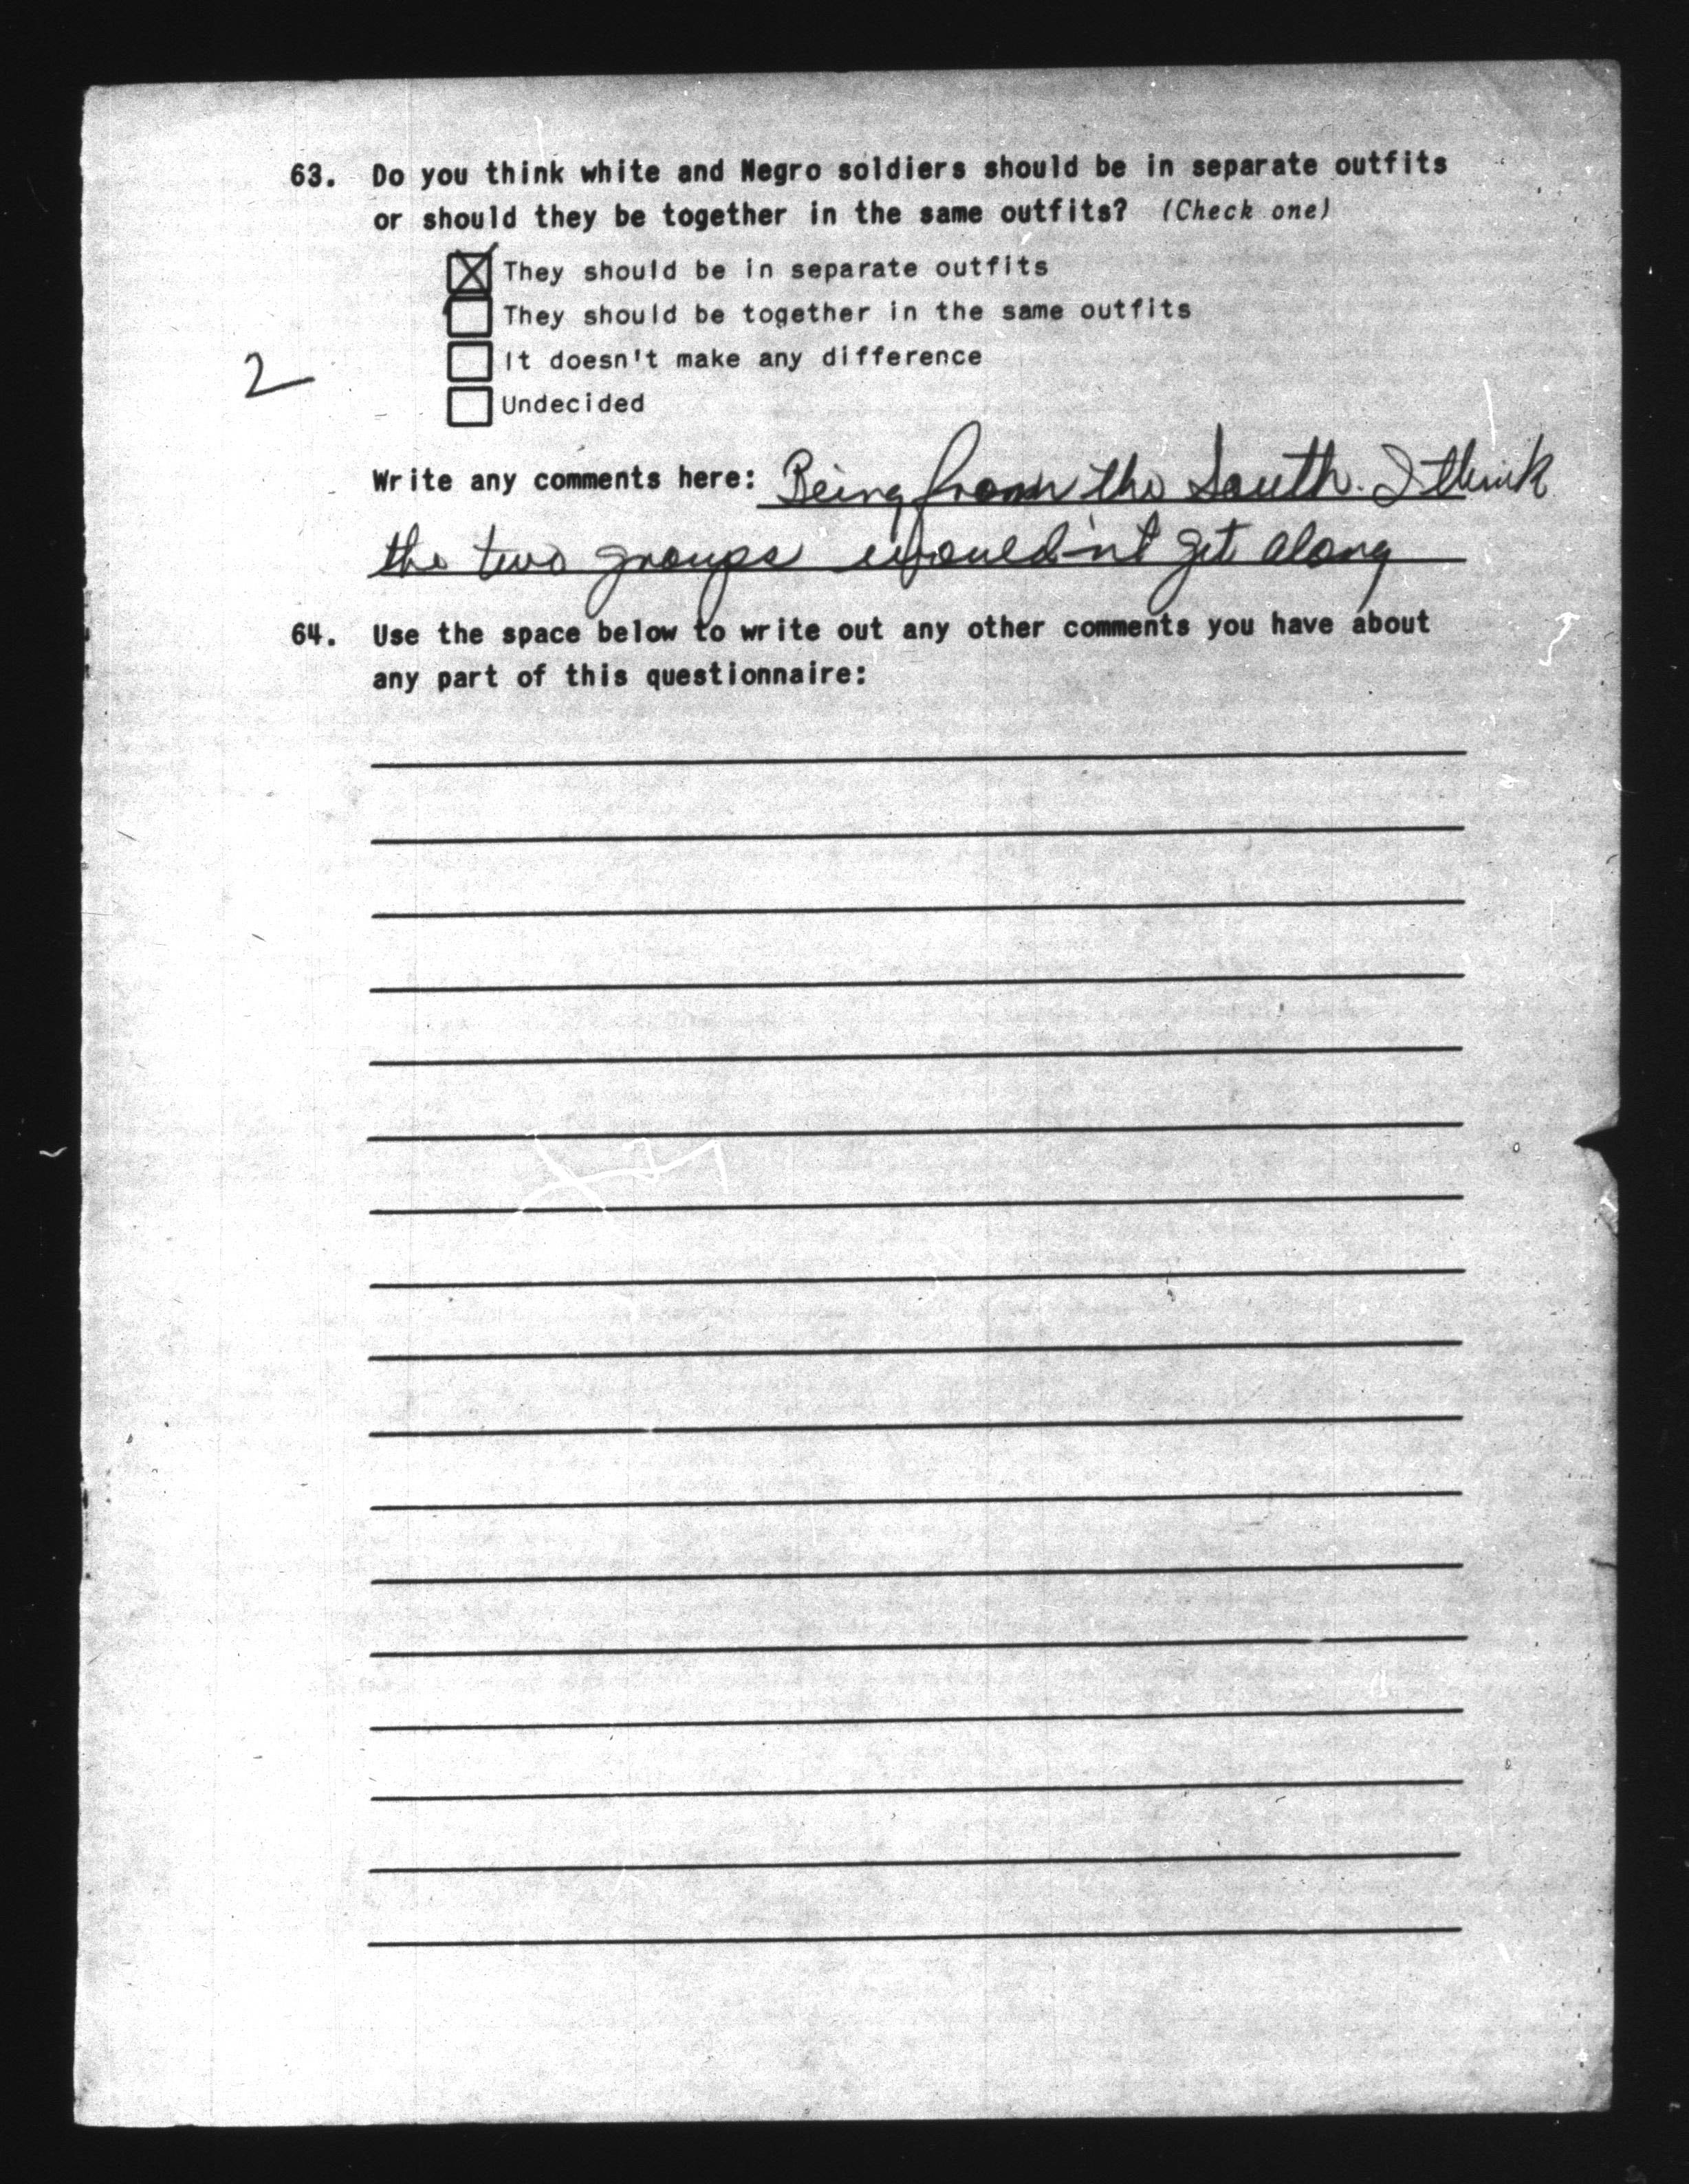 63. Do you think white and Negro soldiers should be in separate outfits
or should they be together in the same outfits? (Check one)
☒ They should be in separate outfits
☐ They should be together in the same outfits
☐ It doesn't make any difference
2
☐ Undecided
Write any comments here: Being from the South. I think
the two groups would'nt get along
64. Use the space below to write out any other comments you have about
any part of this questionnaire: